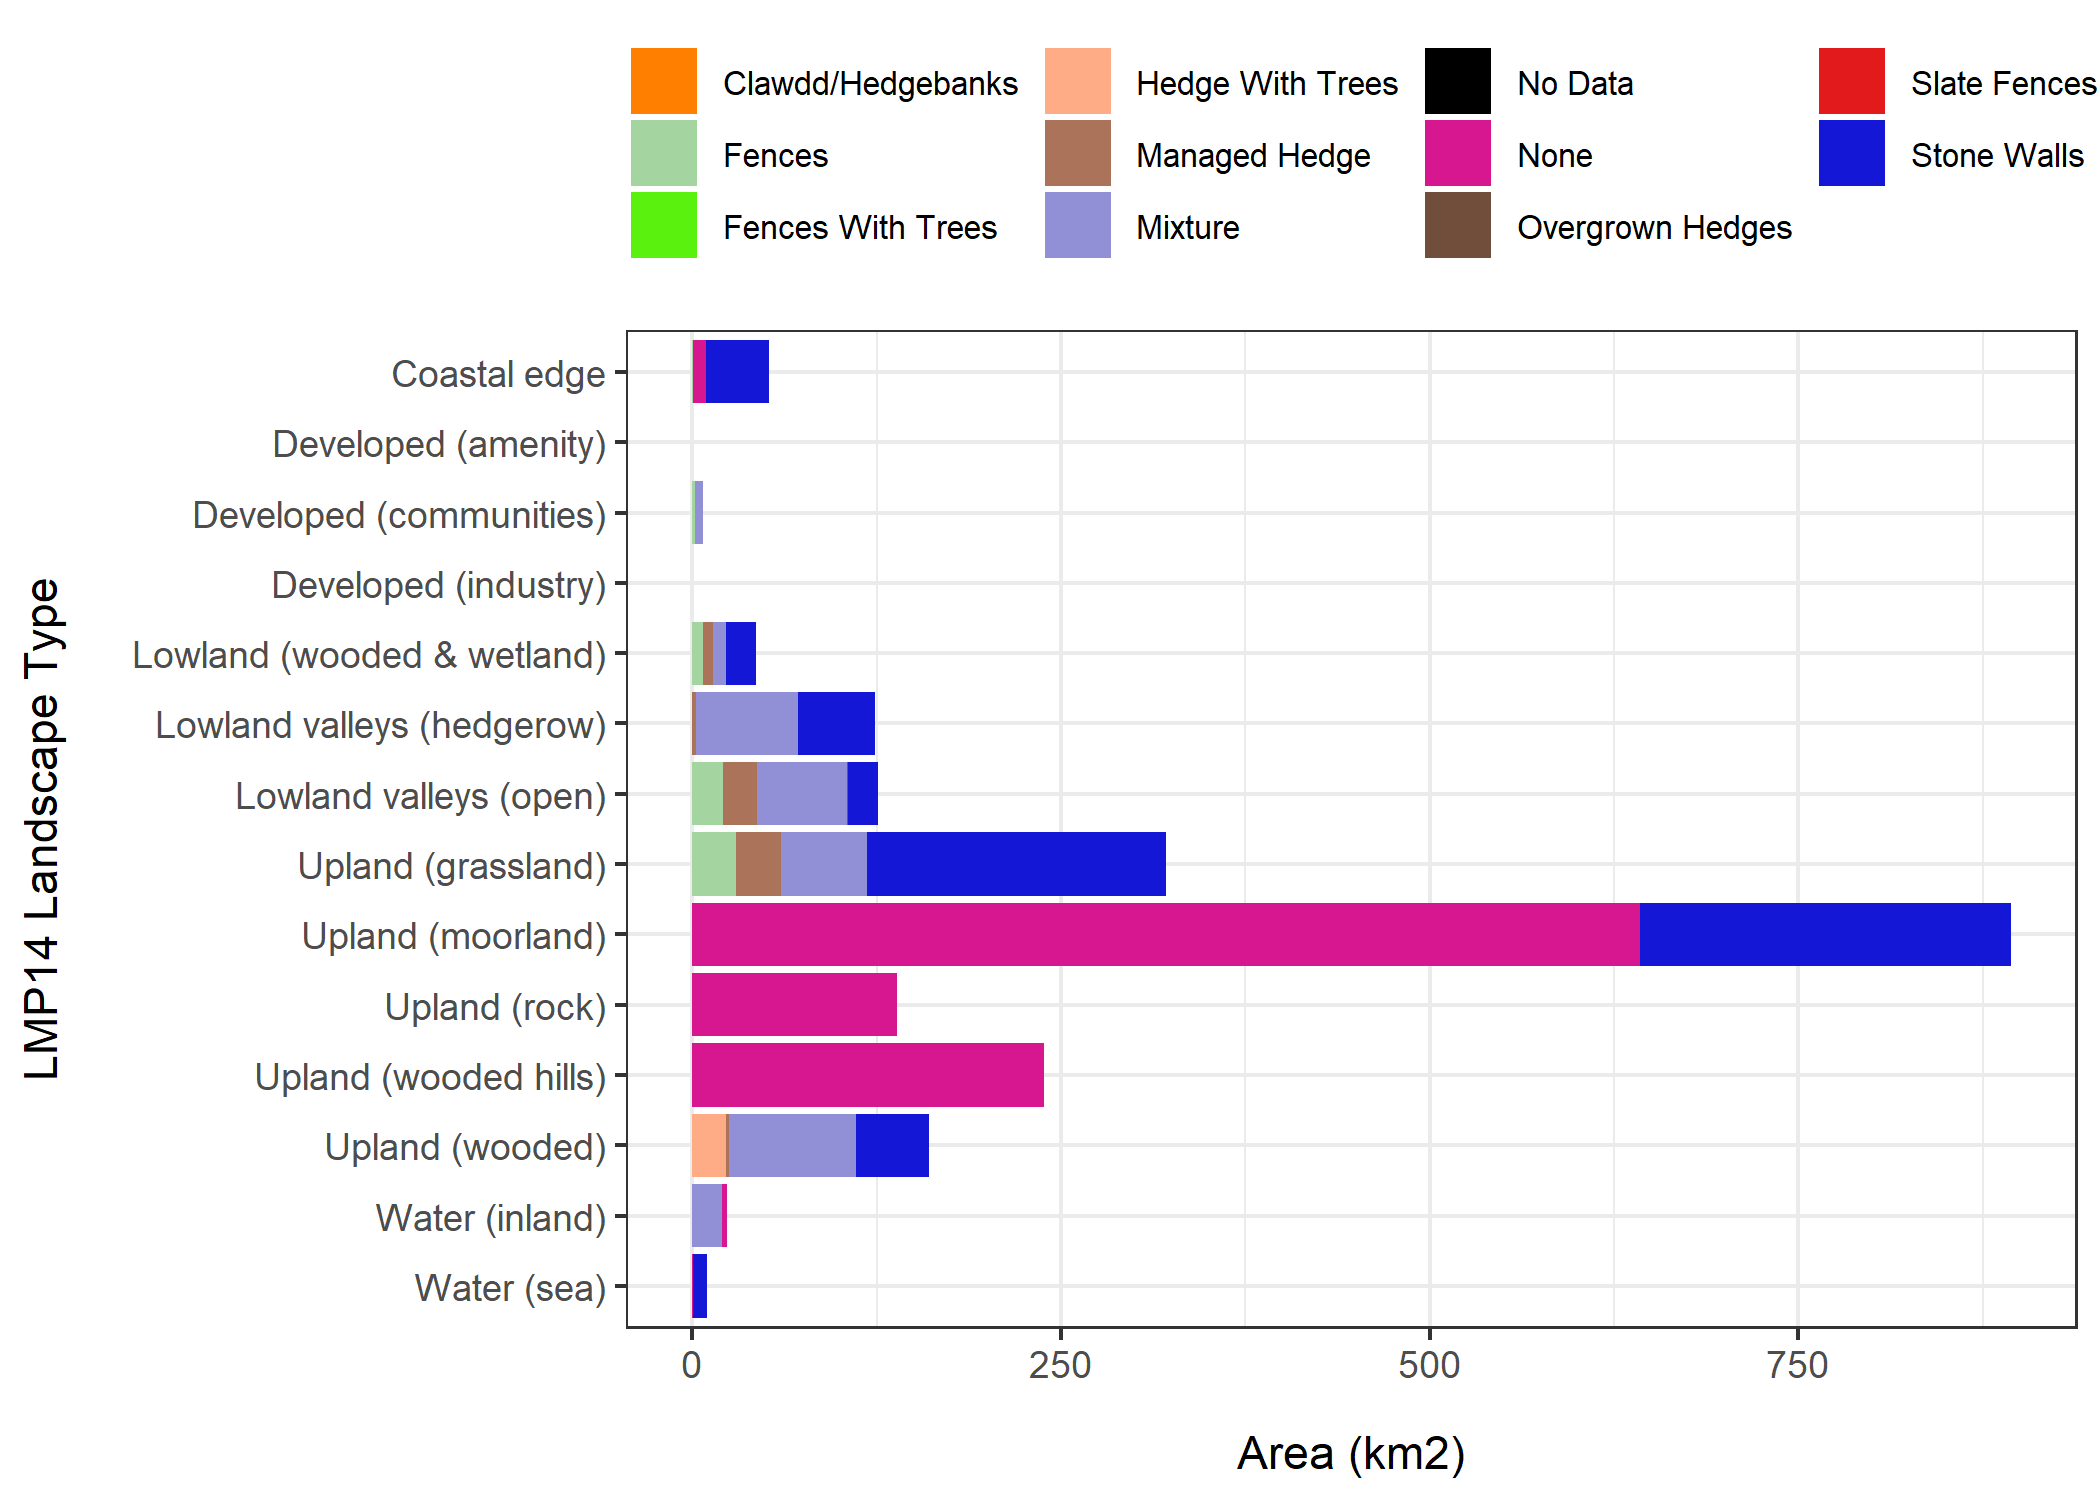 Clawdd/Hedgebanks Hedge With Trees No Data Slate Fences
Fences Managed Hedge None Stone Walls
Fences With Trees Mixture Overgrown Hedges
LMP14 Landscape Type
Coastal edge
Developed (amenity)
Developed (communities)
Developed (industry)
Lowland (wooded & wetland)
Lowland valleys (hedgerow)
Lowland valleys (open)
Upland (grassland)
Upland (moorland)
Upland (rock)
Upland (wooded hills)
Upland (wooded)
Water (inland)
Water (sea)
0 250 500 750
Area (km2)